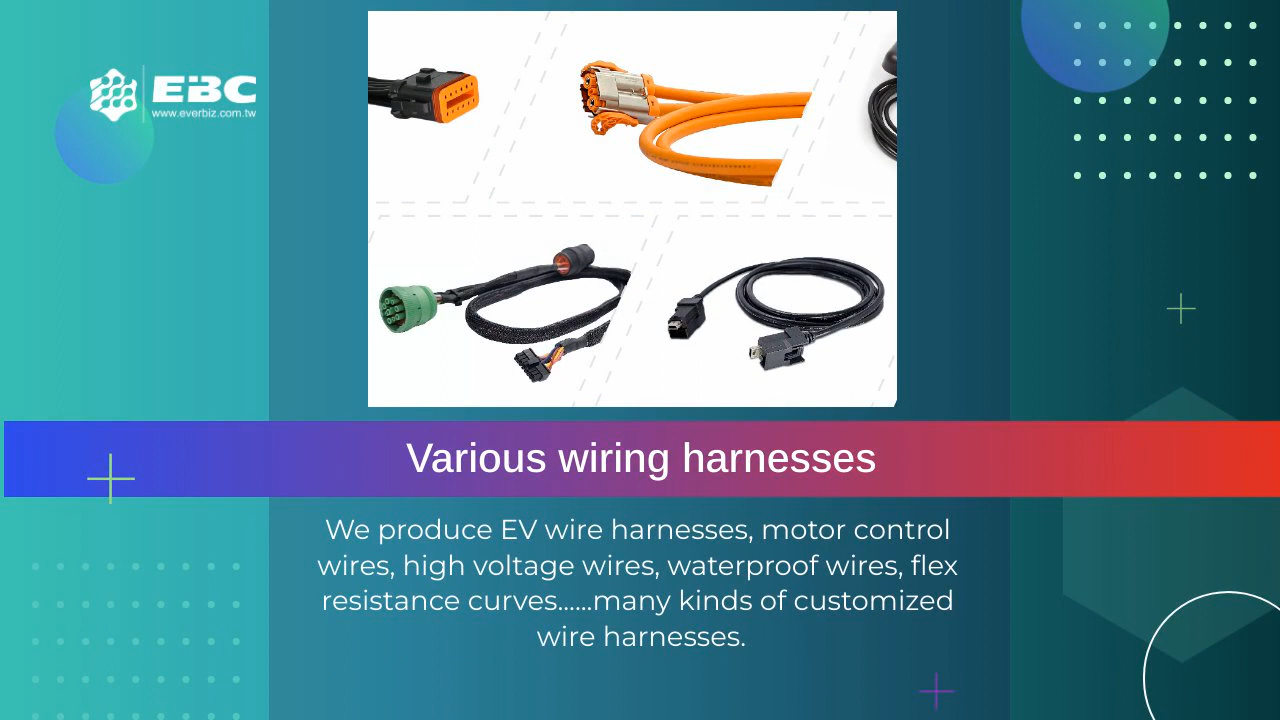 EBC
www.everbiz.com.tw
Various wiring harnesses
We produce EV wire harnesses, motor control
wires, high voltage wires, waterproof wires, flex
resistance curves......many kinds of customized
wire harnesses.